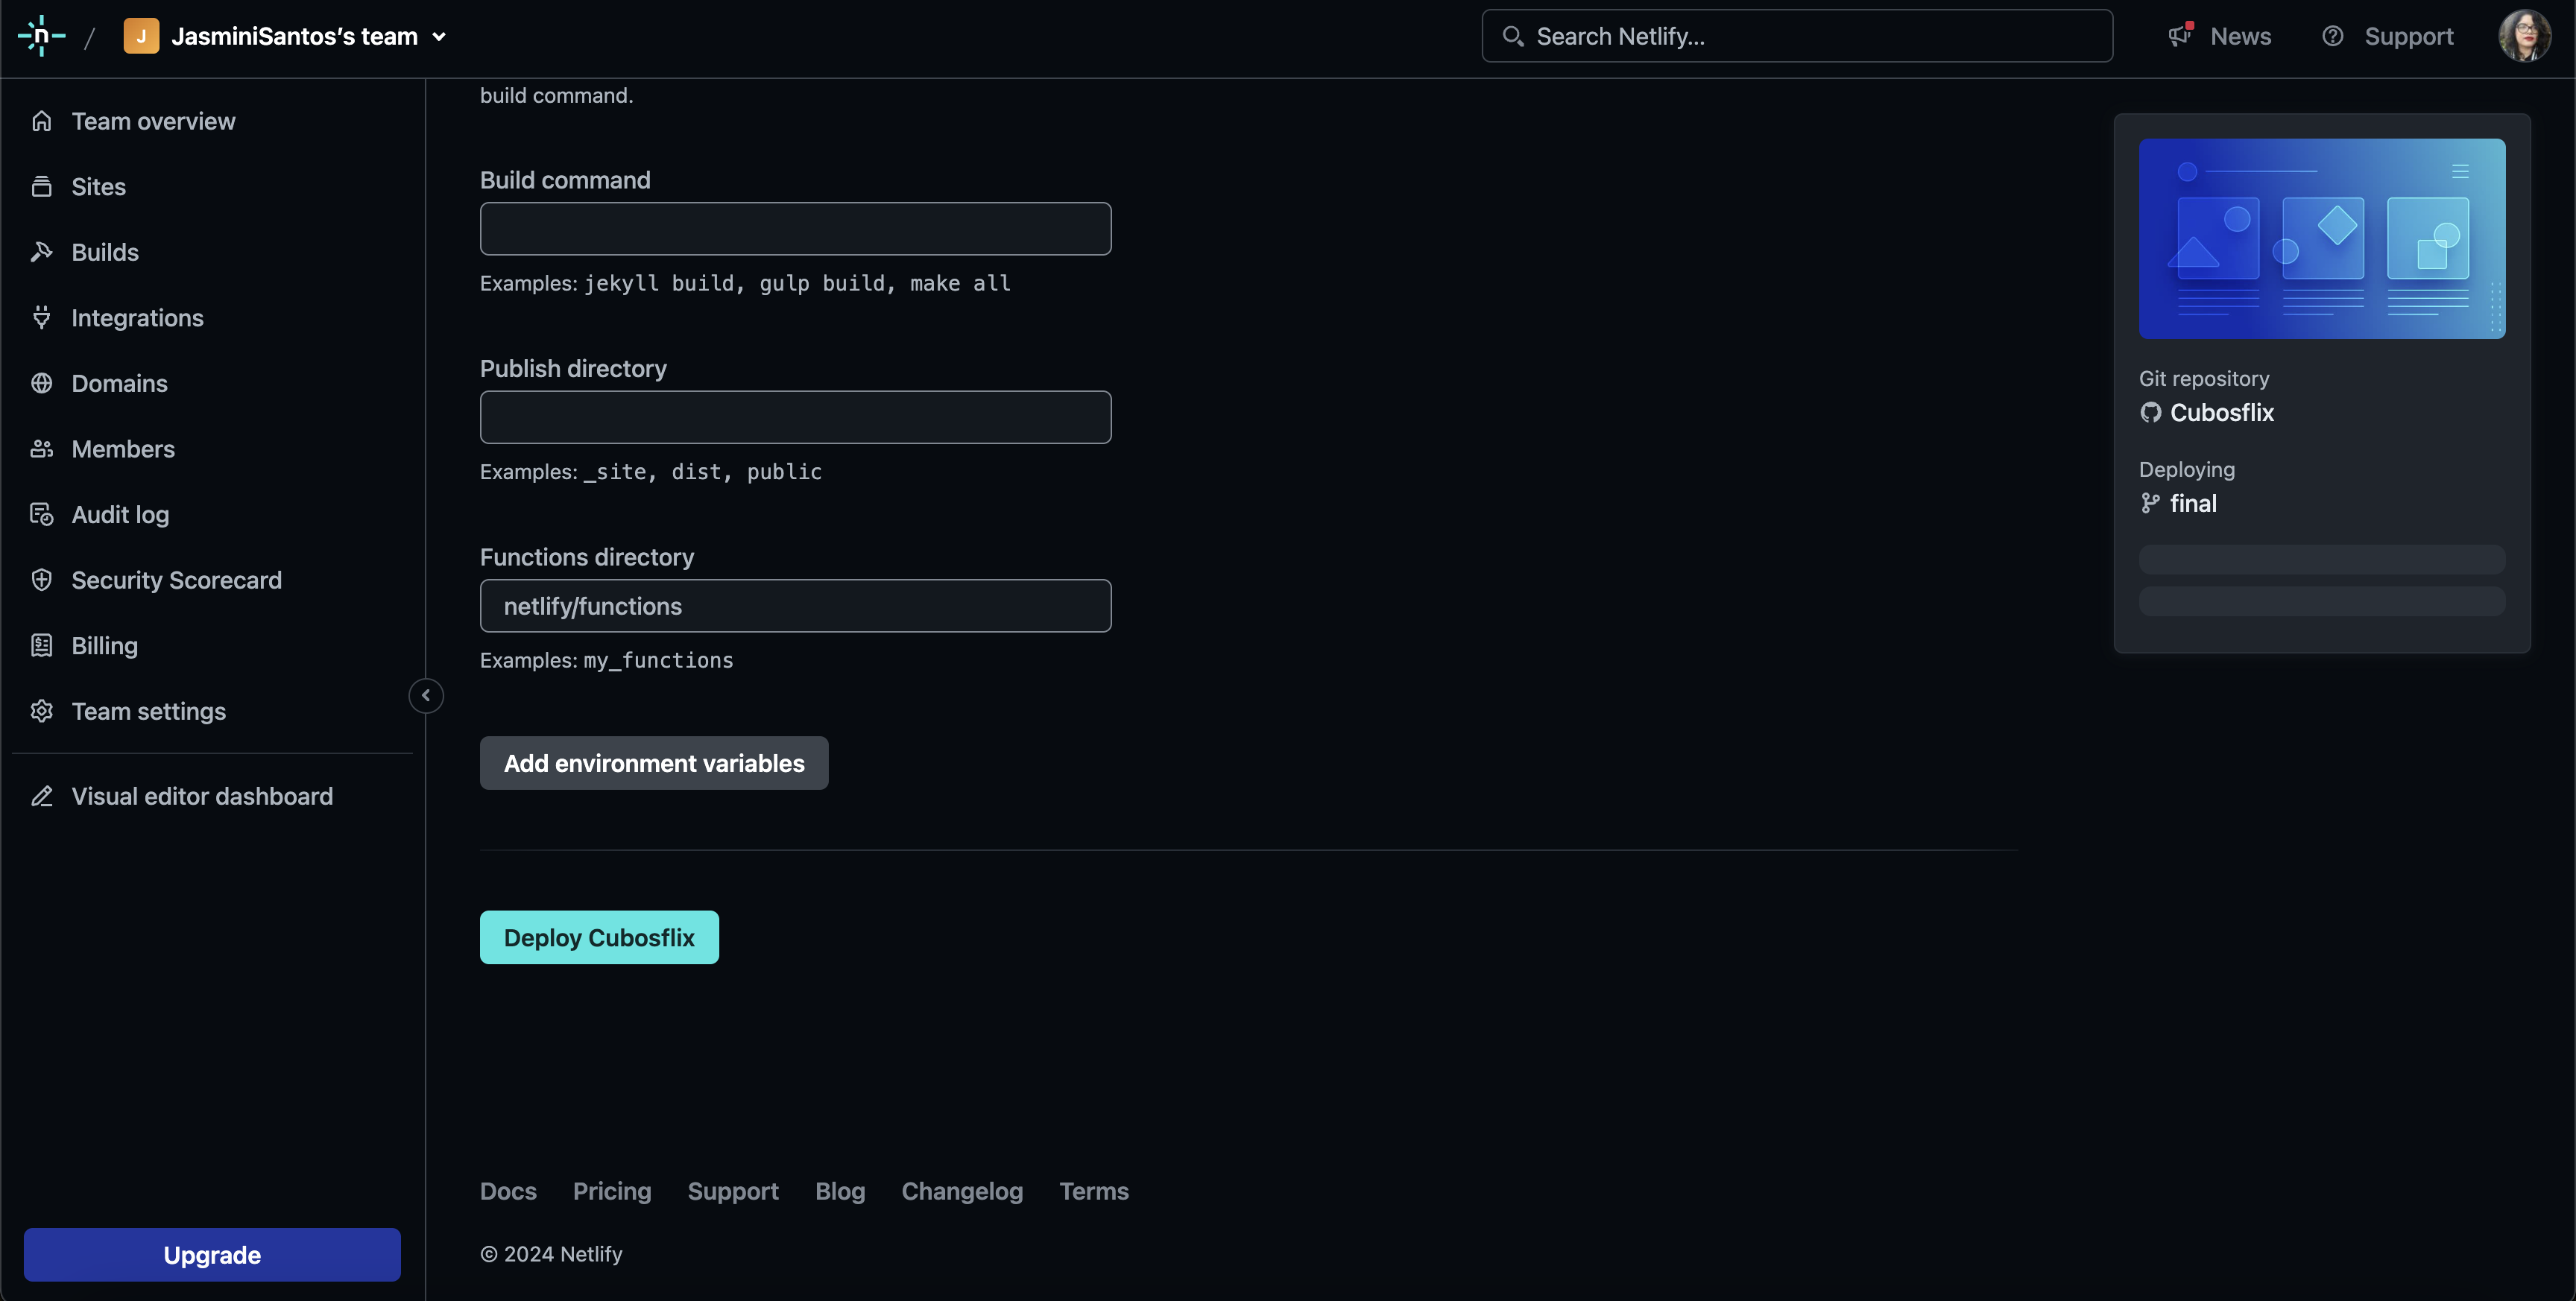 n / J JasminiSantos's team
Search Netlify...
News
Support
Team overview
Sites
Builds
Integrations
Domains
Members
Audit log
Security Scorecard
Billing
Team settings
Visual editor dashboard
Upgrade
build command.
Build command
Examples: jekyll build, gulp build, make all
Publish directory
Examples: _site, dist, public
Functions directory
netlify/functions
Examples: my_functions
Add environment variables
Deploy Cubosflix
Git repository
Cubosflix
Deploying
final
Docs Pricing Support Blog Changelog Terms
© 2024 Netlify